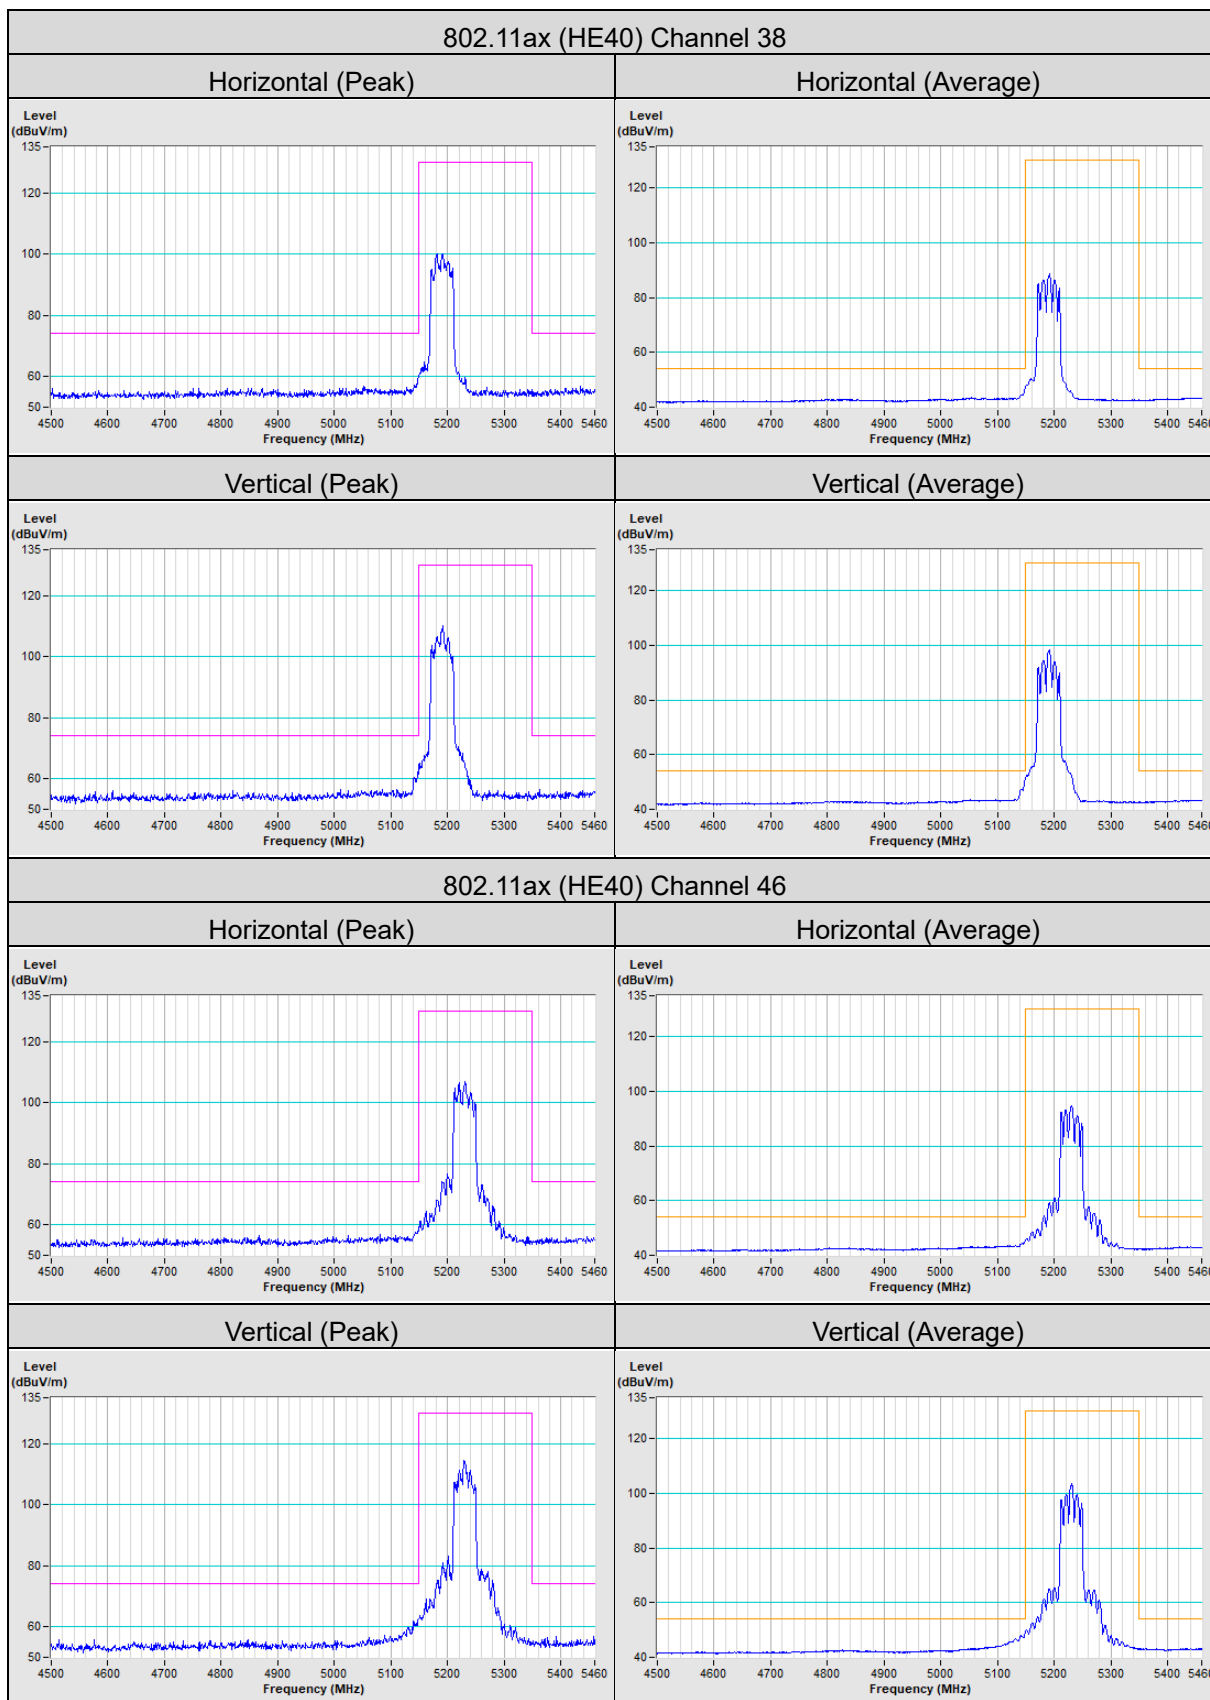 802.11ax (HE40) Channel 38
Horizontal (Peak)
Horizontal (Average)
Level
(dBuV/m)
135
120
100
80
60
50
4500 4600 4700 4800 4900 5000 5100 5200 5300 5400 5460
Frequency (MHz)
Level
(dBuV/m)
135
120
100
80
60
40
4500 4600 4700 4800 4900 5000 5100 5200 5300 5400 5460
Frequency (MHz)
Vertical (Peak)
Vertical (Average)
Level
(dBuV/m)
135
120
100
80
60
50
4500 4600 4700 4800 4900 5000 5100 5200 5300 5400 5460
Frequency (MHz)
Level
(dBuV/m)
135
120
100
80
60
40
4500 4600 4700 4800 4900 5000 5100 5200 5300 5400 5460
Frequency (MHz)
802.11ax (HE40) Channel 46
Horizontal (Peak)
Horizontal (Average)
Level
(dBuV/m)
135
120
100
80
60
50
4500 4600 4700 4800 4900 5000 5100 5200 5300 5400 5460
Frequency (MHz)
Level
(dBuV/m)
135
120
100
80
60
40
4500 4600 4700 4800 4900 5000 5100 5200 5300 5400 5460
Frequency (MHz)
Vertical (Peak)
Vertical (Average)
Level
(dBuV/m)
135
120
100
80
60
50
4500 4600 4700 4800 4900 5000 5100 5200 5300 5400 5460
Frequency (MHz)
Level
(dBuV/m)
135
120
100
80
60
40
4500 4600 4700 4800 4900 5000 5100 5200 5300 5400 5460
Frequency (MHz)